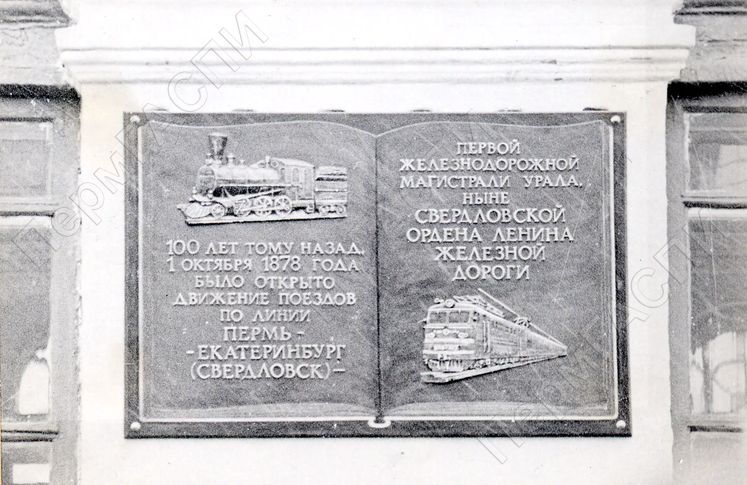 100 ЛЕТ ТОМУ НАЗАД,
1 ОКТЯБРЯ 1878 ГОДА
БЫЛО ОТКРЫТО
ДВИЖЕНИЕ ПОЕЗДОВ
ПО ЛИНИИ
ПЕРМЬ-
-ЕКАТЕРИНБУРГ
(СВЕРДЛОВСК)-
ПЕРВОЙ
ЖЕЛЕЗНОДОРОЖНОЙ
МАГИСТРАЛИ УРАЛА,
НЫНЕ
СВЕРДЛОВСКОЙ
ОРДЕНА ЛЕНИНА
ЖЕЛЕЗНОЙ
ДОРОГИ
ПермГАСПИ